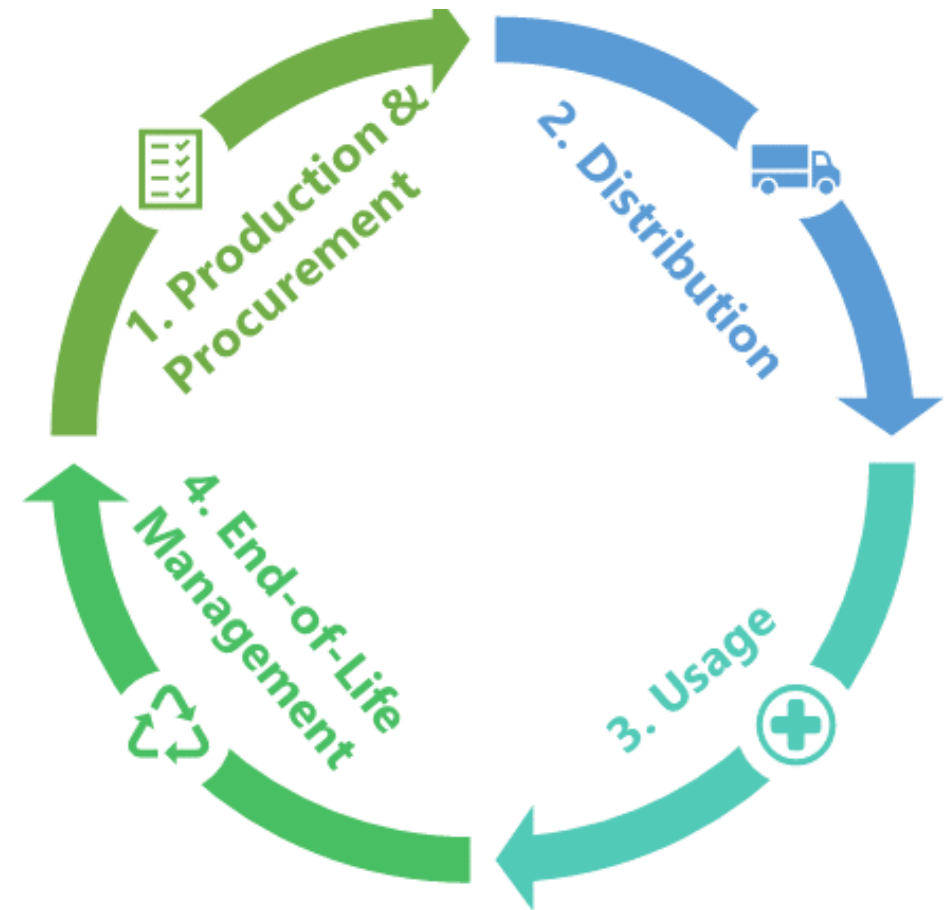 1. Production &
Procurement
2. Distribution
3. Usage
4. End-of-Life
Management